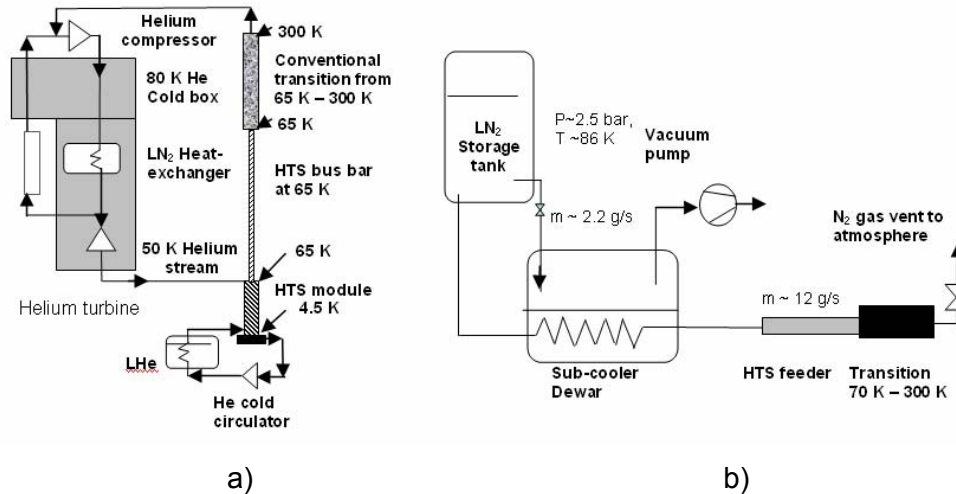 Helium
compressor
300 K
80 K He
Cold box
Conventional
transition from
65 K – 300 K
65 K
LN₂ Heat-
exchanger
HTS bus bar
at 65 K
50 K Helium
stream
65 K
Helium turbine
HTS module
4.5 K
LHe
He cold
circulator
a)
LN₂
Storage
tank
P~2.5 bar,
T ~86 K
Vacuum
pump
m ~ 2.2 g/s
N₂ gas vent to
atmosphere
m ~ 12 g/s
Sub-cooler
Dewar
HTS feeder
Transition
70 K – 300 K
b)